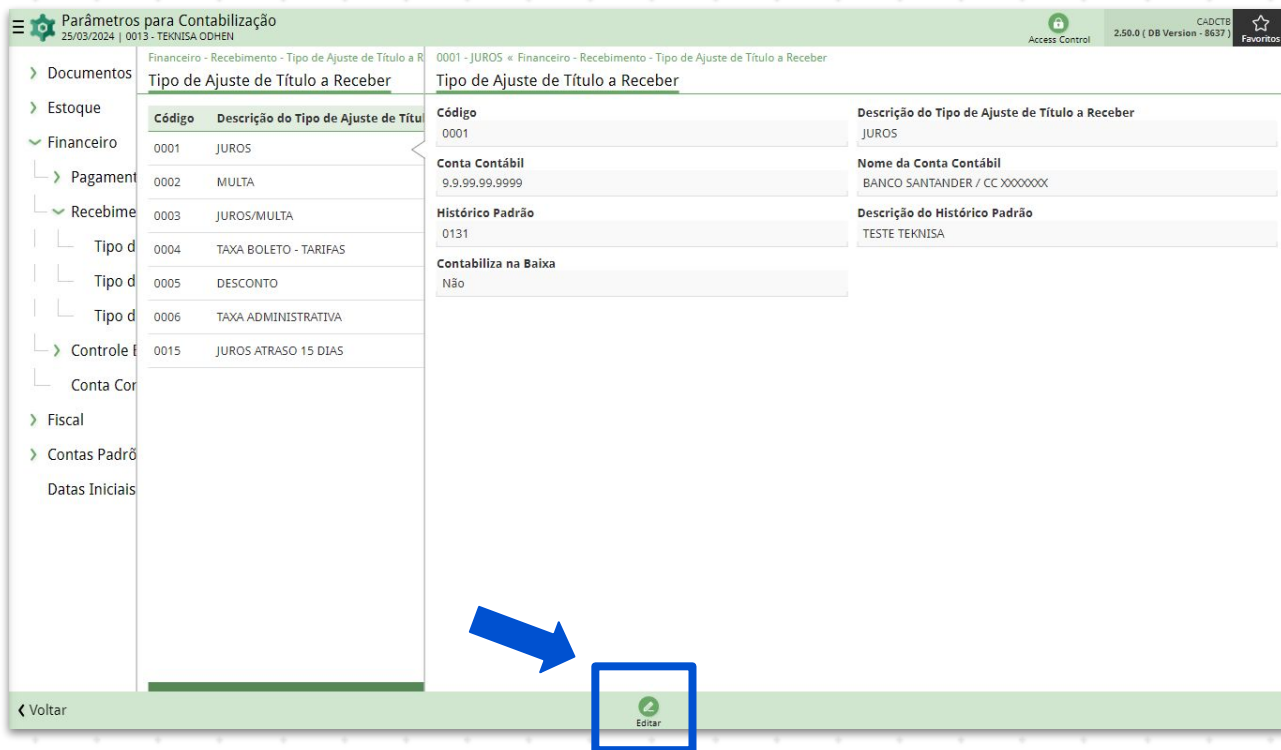 Parâmetros para Contabilização
25/03/2024 | 0013 - TEKNISA ODHEN
Access Control
CADCTB
2.50.0 ( DB Version - 8637 )
Favoritos
Documentos
Estoque
Financeiro
Pagament
Recebime
Tipo d
Tipo d
Tipo d
Controle E
Conta Cor
Fiscal
Contas Padrõ
Datas Iniciais
Financeiro - Recebimento - Tipo de Ajuste de Título a R
Tipo de Ajuste de Título a Receber
Código Descrição do Tipo de Ajuste de Títul
0001 JUROS
0002 MULTA
0003 JUROS/MULTA
0004 TAXA BOLETO - TARIFAS
0005 DESCONTO
0006 TAXA ADMINISTRATIVA
0015 JUROS ATRASO 15 DIAS
0001 - JUROS « Financeiro - Recebimento - Tipo de Ajuste de Título a Receber
Tipo de Ajuste de Título a Receber
Código
0001
Descrição do Tipo de Ajuste de Título a Receber
JUROS
Conta Contábil
9.9.99.99.9999
Nome da Conta Contábil
BANCO SANTANDER / CC XXXXXXX
Histórico Padrão
0131
Descrição do Histórico Padrão
TESTE TEKNISA
Contabiliza na Baixa
Não
Voltar
Editar